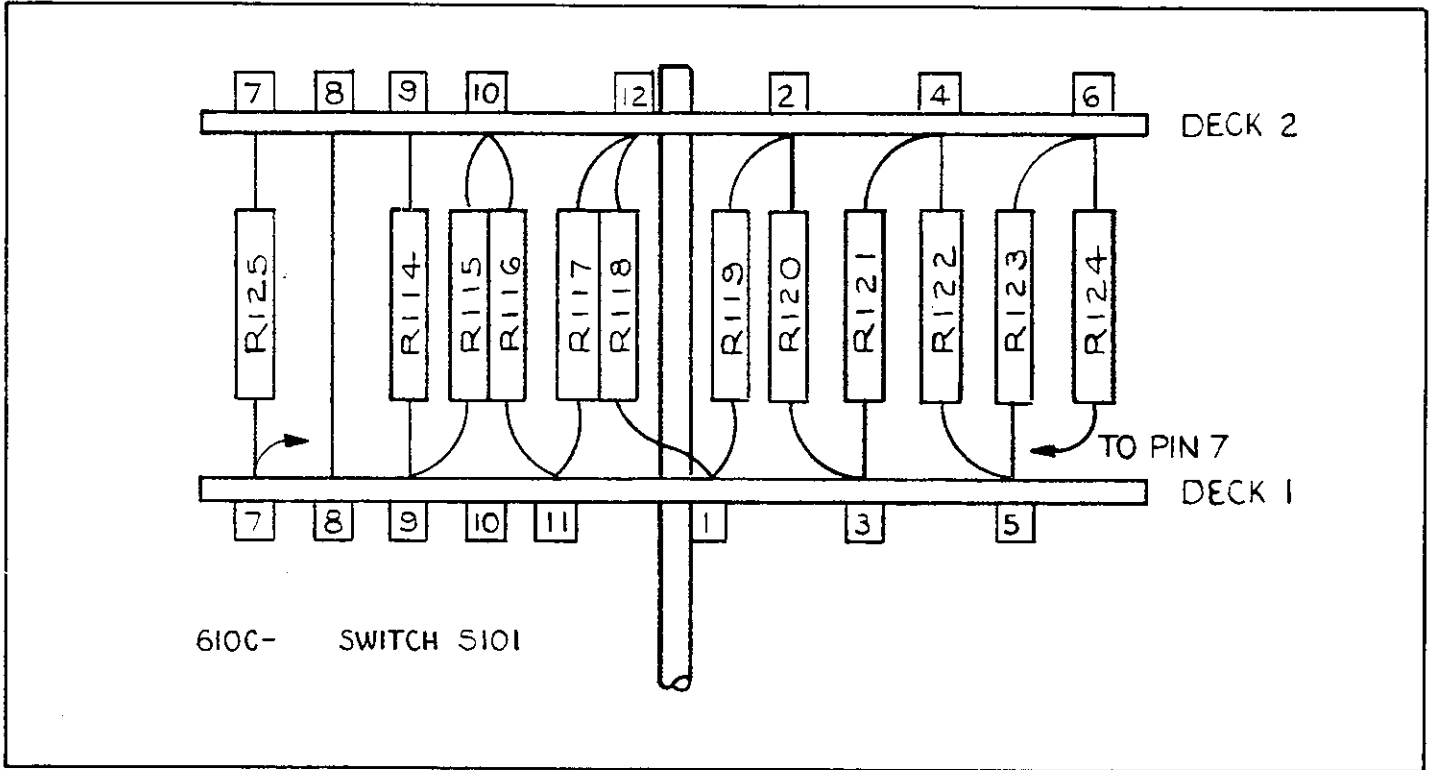 7 8 9 10 12 2 4 6
DECK 2
R125 R114 R115 R116 R117 R118 R119 R120 R121 R122 R123 R124
TO PIN 7
DECK 1
7 8 9 10 11 1 3 5
610C- SWITCH S101